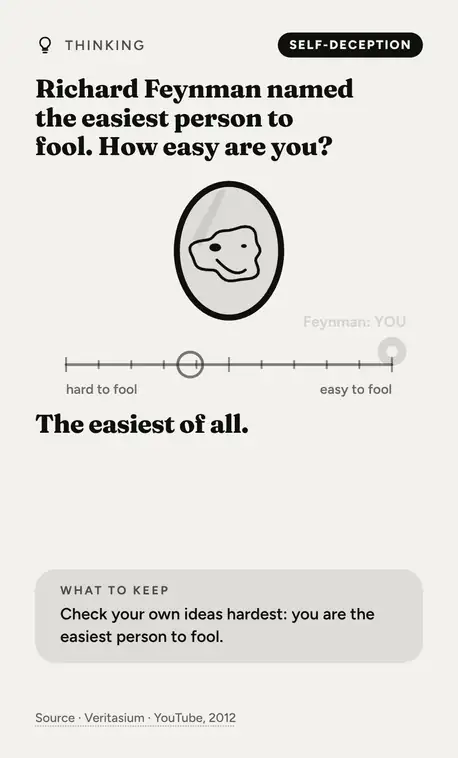 THINKING
SELF-DECEPTION
Richard Feynman named
the easiest person to
fool. How easy are you?
Feynman: YOU
hard to fool
easy to fool
The easiest of all.
WHAT TO KEEP
Check your own ideas hardest: you are the
easiest person to fool.
Source · Veritasium · YouTube, 2012